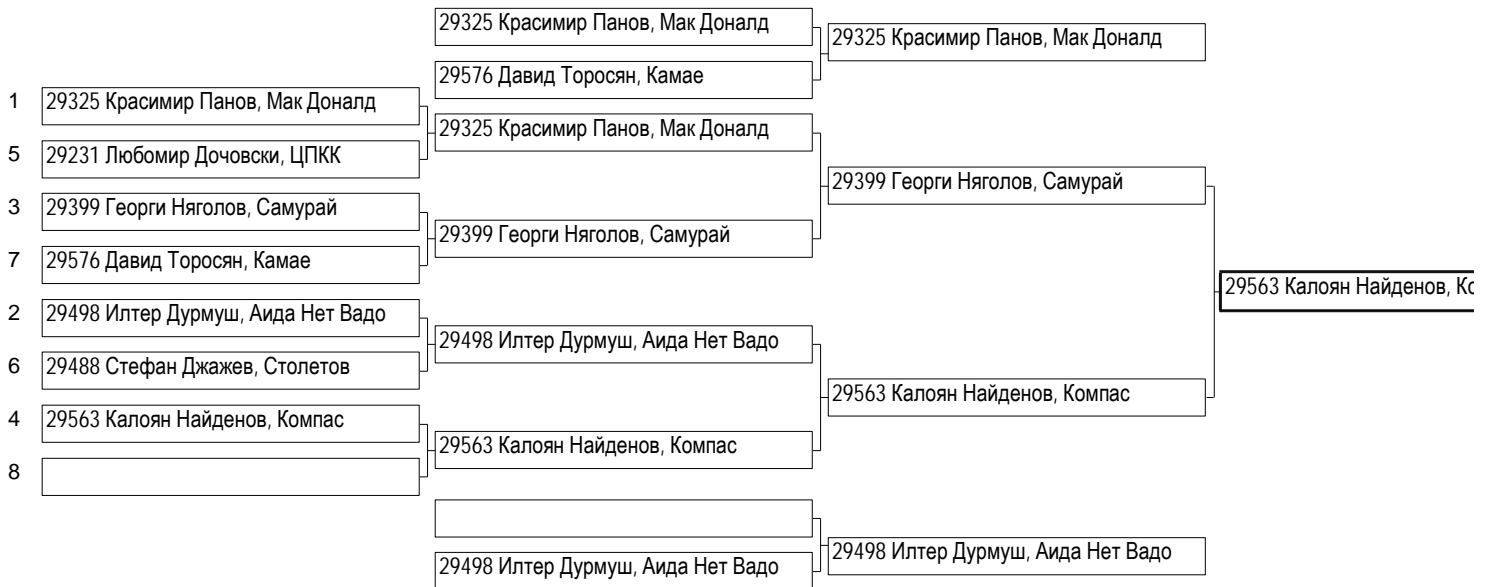 29325 Красимир Панов, Мак Доналд
29325 Красимир Панов, Мак Доналд
29576 Давид Торосян, Камае
1 29325 Красимир Панов, Мак Доналд
29325 Красимир Панов, Мак Доналд
5 29231 Любомир Дочовски, ЦПКК
29399 Георги Няголов, Самурай
3 29399 Георги Няголов, Самурай
29399 Георги Няголов, Самурай
7 29576 Давид Торосян, Камае
29563 Калоян Найденов, Ко
2 29498 Илтер Дурмуш, Аида Нет Вадо
29498 Илтер Дурмуш, Аида Нет Вадо
6 29488 Стефан Джажев, Столетов
29563 Калоян Найденов, Компас
4 29563 Калоян Найденов, Компас
29563 Калоян Найденов, Компас
8
29498 Илтер Дурмуш, Аида Нет Вадо
29498 Илтер Дурмуш, Аида Нет Вадо